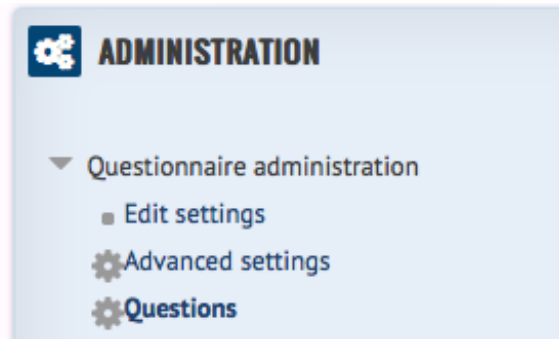 ADMINISTRATION
Questionnaire administration
Edit settings
Advanced settings
Questions